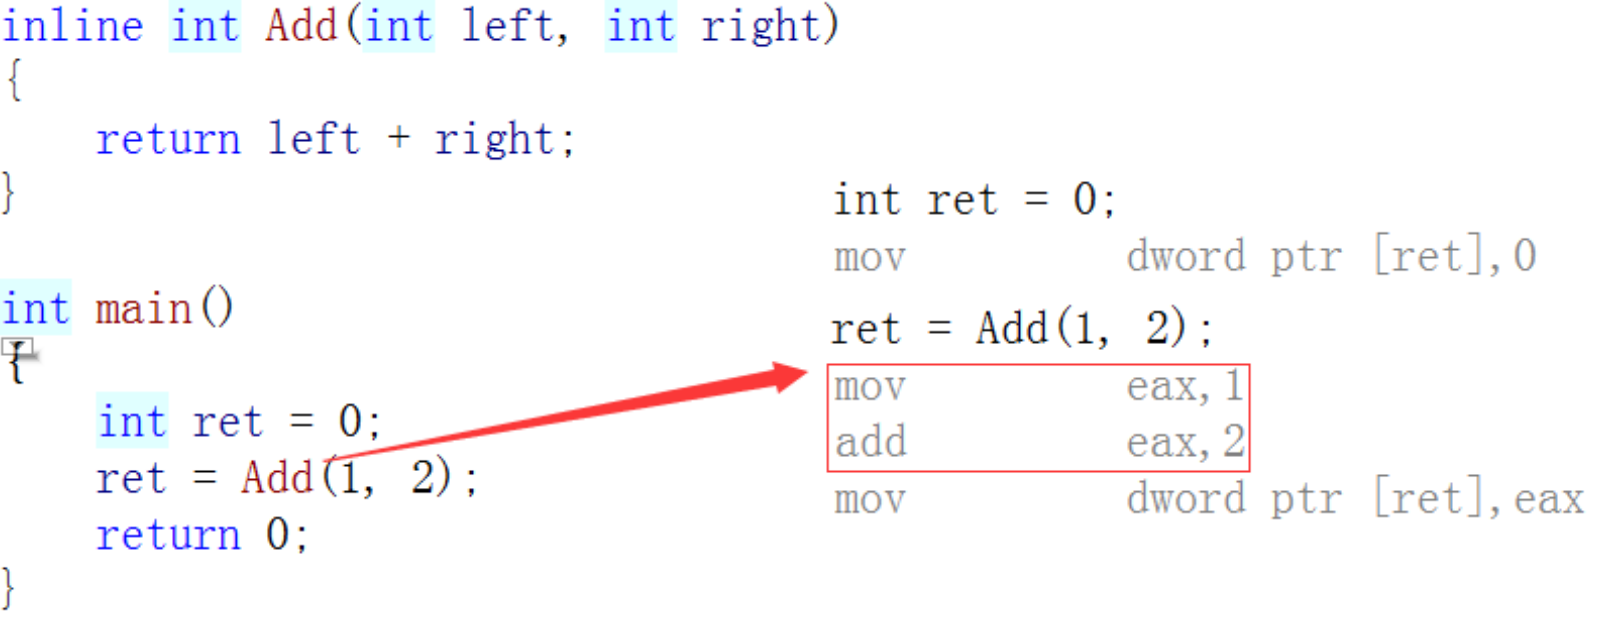 inline int Add(int left, int right)
{
    return left + right;
}
int main()
{
    int ret = 0;
    ret = Add(1, 2);
    return 0;
}
int ret = 0;
mov dword ptr [ret],0
ret = Add(1, 2);
mov eax,1
add eax,2
mov dword ptr [ret],eax